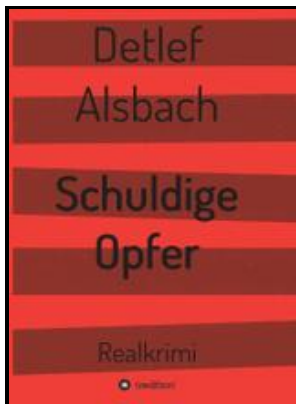 Detlef
Alsbach
Schuldige
Opfer
Realkrimi
tredition